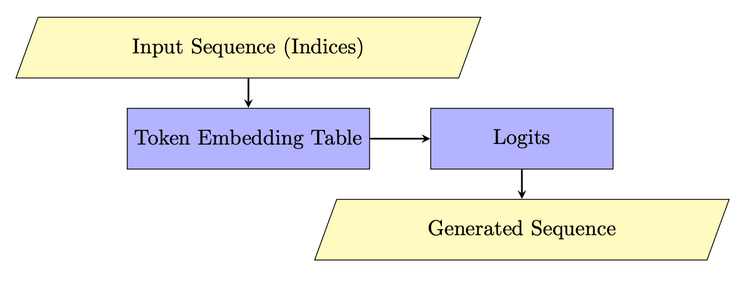 Input Sequence (Indices)
Token Embedding Table
Logits
Generated Sequence